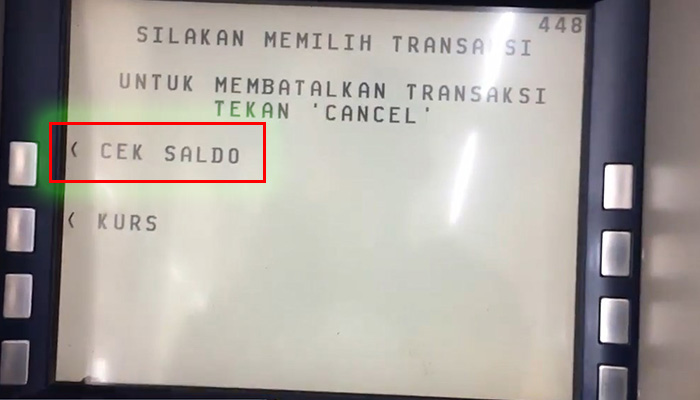 448
SILAKAN MEMILIH TRANSAKSI
UNTUK MEMBATALKAN TRANSAKSI
TEKAN 'CANCEL'
< CEK SALDO
< KURS